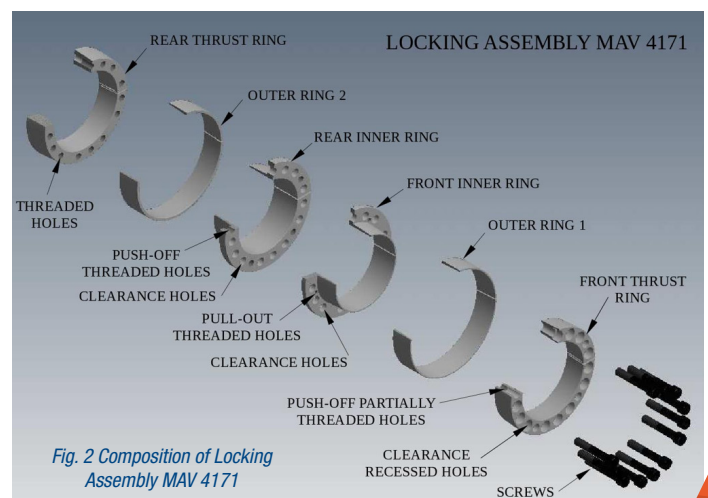 LOCKING ASSEMBLY MAV 4171
REAR THRUST RING
OUTER RING 2
REAR INNER RING
FRONT INNER RING
OUTER RING 1
FRONT THRUST
RING
THREADED
HOLES
PUSH-OFF
THREADED HOLES
CLEARANCE HOLES
PULL-OUT
THREADED HOLES
CLEARANCE HOLES
PUSH-OFF PARTIALLY
THREADED HOLES
CLEARANCE
RECESSED HOLES
SCREWS
Fig. 2 Composition of Locking
Assembly MAV 4171